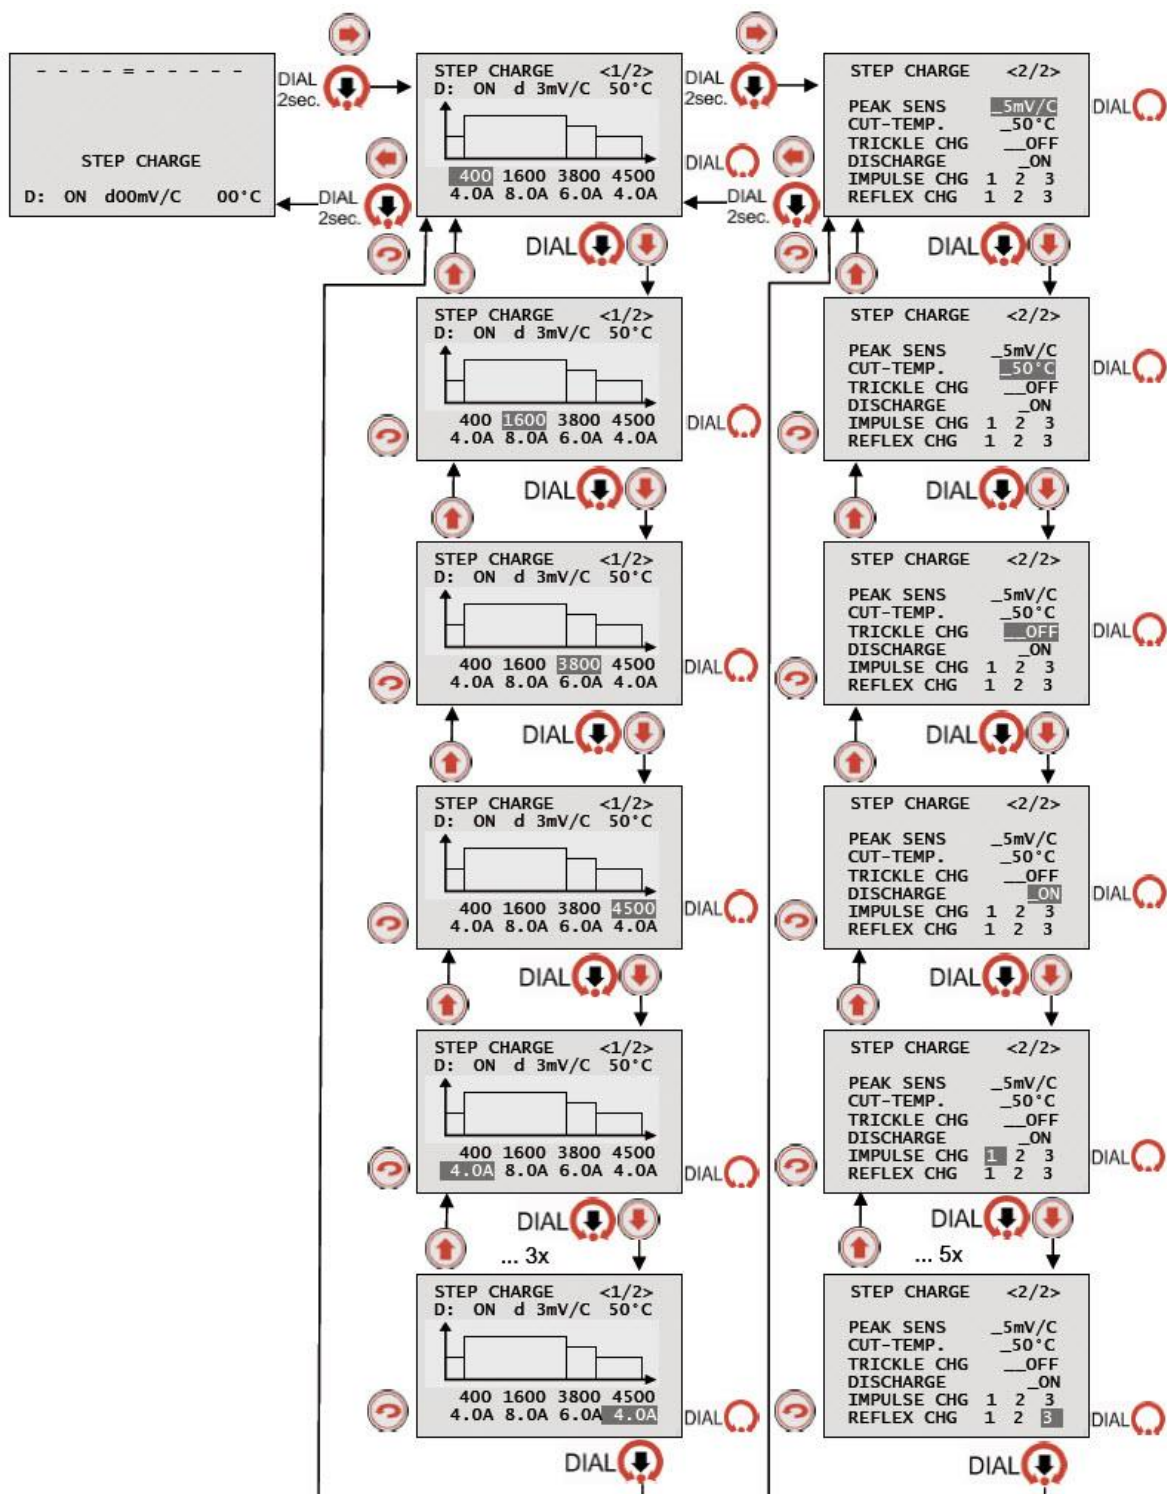 - - - - = - - - - -
STEP CHARGE
D: ON d00mV/C 00°C
DIAL
2sec.
DIAL
2sec.
STEP CHARGE <1/2>
D: ON d 3mV/C 50°C
400 1600 3800 4500
4.0A 8.0A 6.0A 4.0A
DIAL
2sec.
DIAL
DIAL
2sec.
STEP CHARGE <2/2>
PEAK SENS _5mV/C
CUT-TEMP. _50°C
TRICKLE CHG __OFF
DISCHARGE _ON
IMPULSE CHG 1 2 3
REFLEX CHG 1 2 3
DIAL
DIAL
DIAL
STEP CHARGE <1/2>
D: ON d 3mV/C 50°C
400 1600 3800 4500
4.0A 8.0A 6.0A 4.0A
DIAL
STEP CHARGE <2/2>
PEAK SENS _5mV/C
CUT-TEMP. _50°C
TRICKLE CHG __OFF
DISCHARGE _ON
IMPULSE CHG 1 2 3
REFLEX CHG 1 2 3
DIAL
DIAL
DIAL
STEP CHARGE <1/2>
D: ON d 3mV/C 50°C
400 1600 3800 4500
4.0A 8.0A 6.0A 4.0A
DIAL
STEP CHARGE <2/2>
PEAK SENS _5mV/C
CUT-TEMP. _50°C
TRICKLE CHG __OFF
DISCHARGE _ON
IMPULSE CHG 1 2 3
REFLEX CHG 1 2 3
DIAL
DIAL
DIAL
STEP CHARGE <1/2>
D: ON d 3mV/C 50°C
400 1600 3800 4500
4.0A 8.0A 6.0A 4.0A
DIAL
STEP CHARGE <2/2>
PEAK SENS _5mV/C
CUT-TEMP. _50°C
TRICKLE CHG __OFF
DISCHARGE _ON
IMPULSE CHG 1 2 3
REFLEX CHG 1 2 3
DIAL
DIAL
DIAL
STEP CHARGE <1/2>
D: ON d 3mV/C 50°C
400 1600 3800 4500
4.0A 8.0A 6.0A 4.0A
DIAL
STEP CHARGE <2/2>
PEAK SENS _5mV/C
CUT-TEMP. _50°C
TRICKLE CHG __OFF
DISCHARGE _ON
IMPULSE CHG 1 2 3
REFLEX CHG 1 2 3
DIAL
DIAL
... 3x
DIAL
... 5x
STEP CHARGE <1/2>
D: ON d 3mV/C 50°C
400 1600 3800 4500
4.0A 8.0A 6.0A 4.0A
DIAL
STEP CHARGE <2/2>
PEAK SENS _5mV/C
CUT-TEMP. _50°C
TRICKLE CHG __OFF
DISCHARGE _ON
IMPULSE CHG 1 2 3
REFLEX CHG 1 2 3
DIAL
DIAL
DIAL